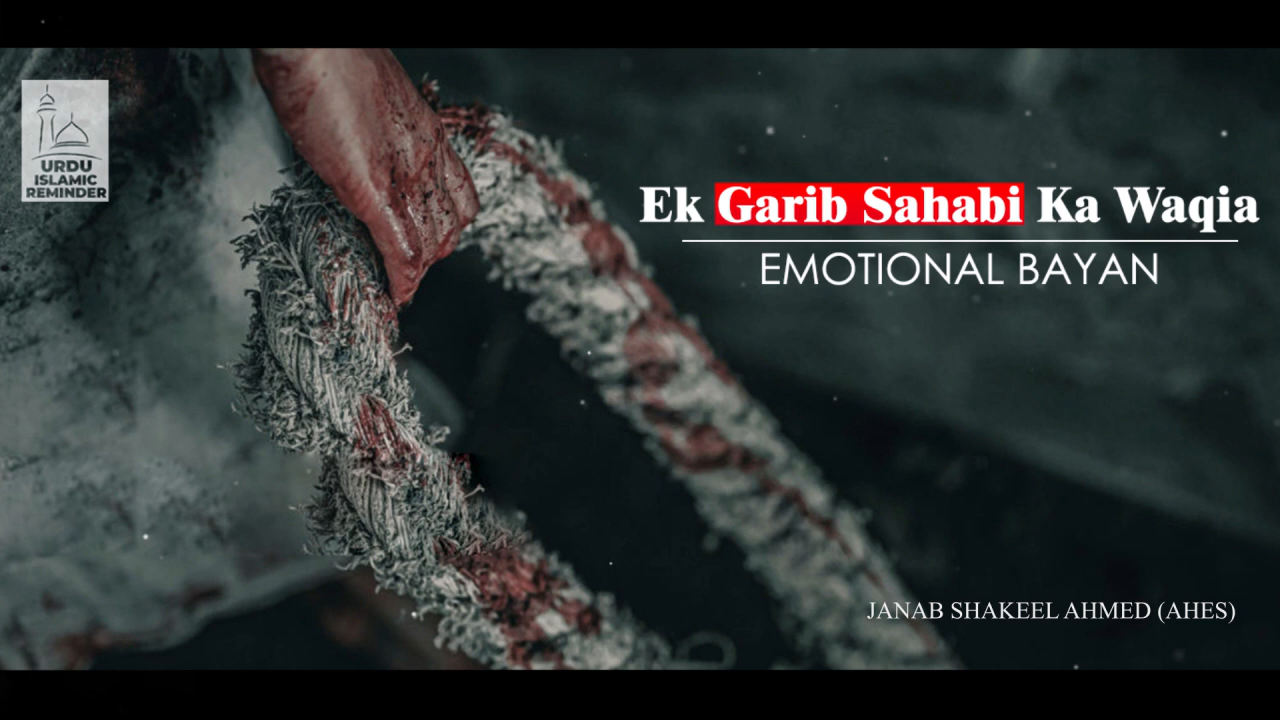 URDU
ISLAMIC
REMINDER
Ek Garib Sahabi Ka Waqia
EMOTIONAL BAYAN
JANAB SHAKEEL AHMED (AHES)